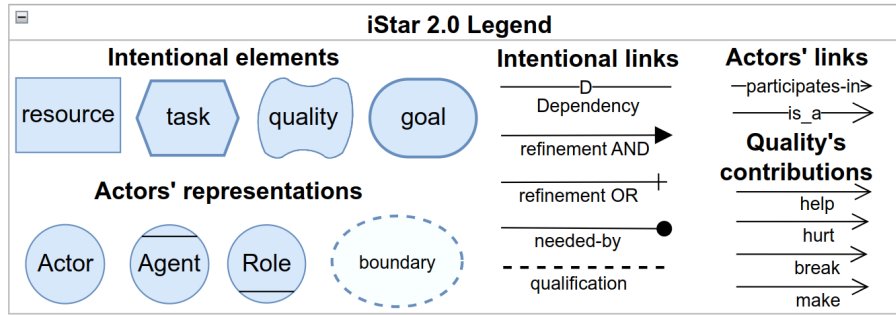 iStar 2.0 Legend
Intentional elements
resource
task
quality
goal
Actors' representations
Actor
Agent
Role
boundary
Intentional links
D
Dependency
refinement AND
refinement OR
needed-by
qualification
Actors' links
participates-in
is_a
Quality's
contributions
help
hurt
break
make